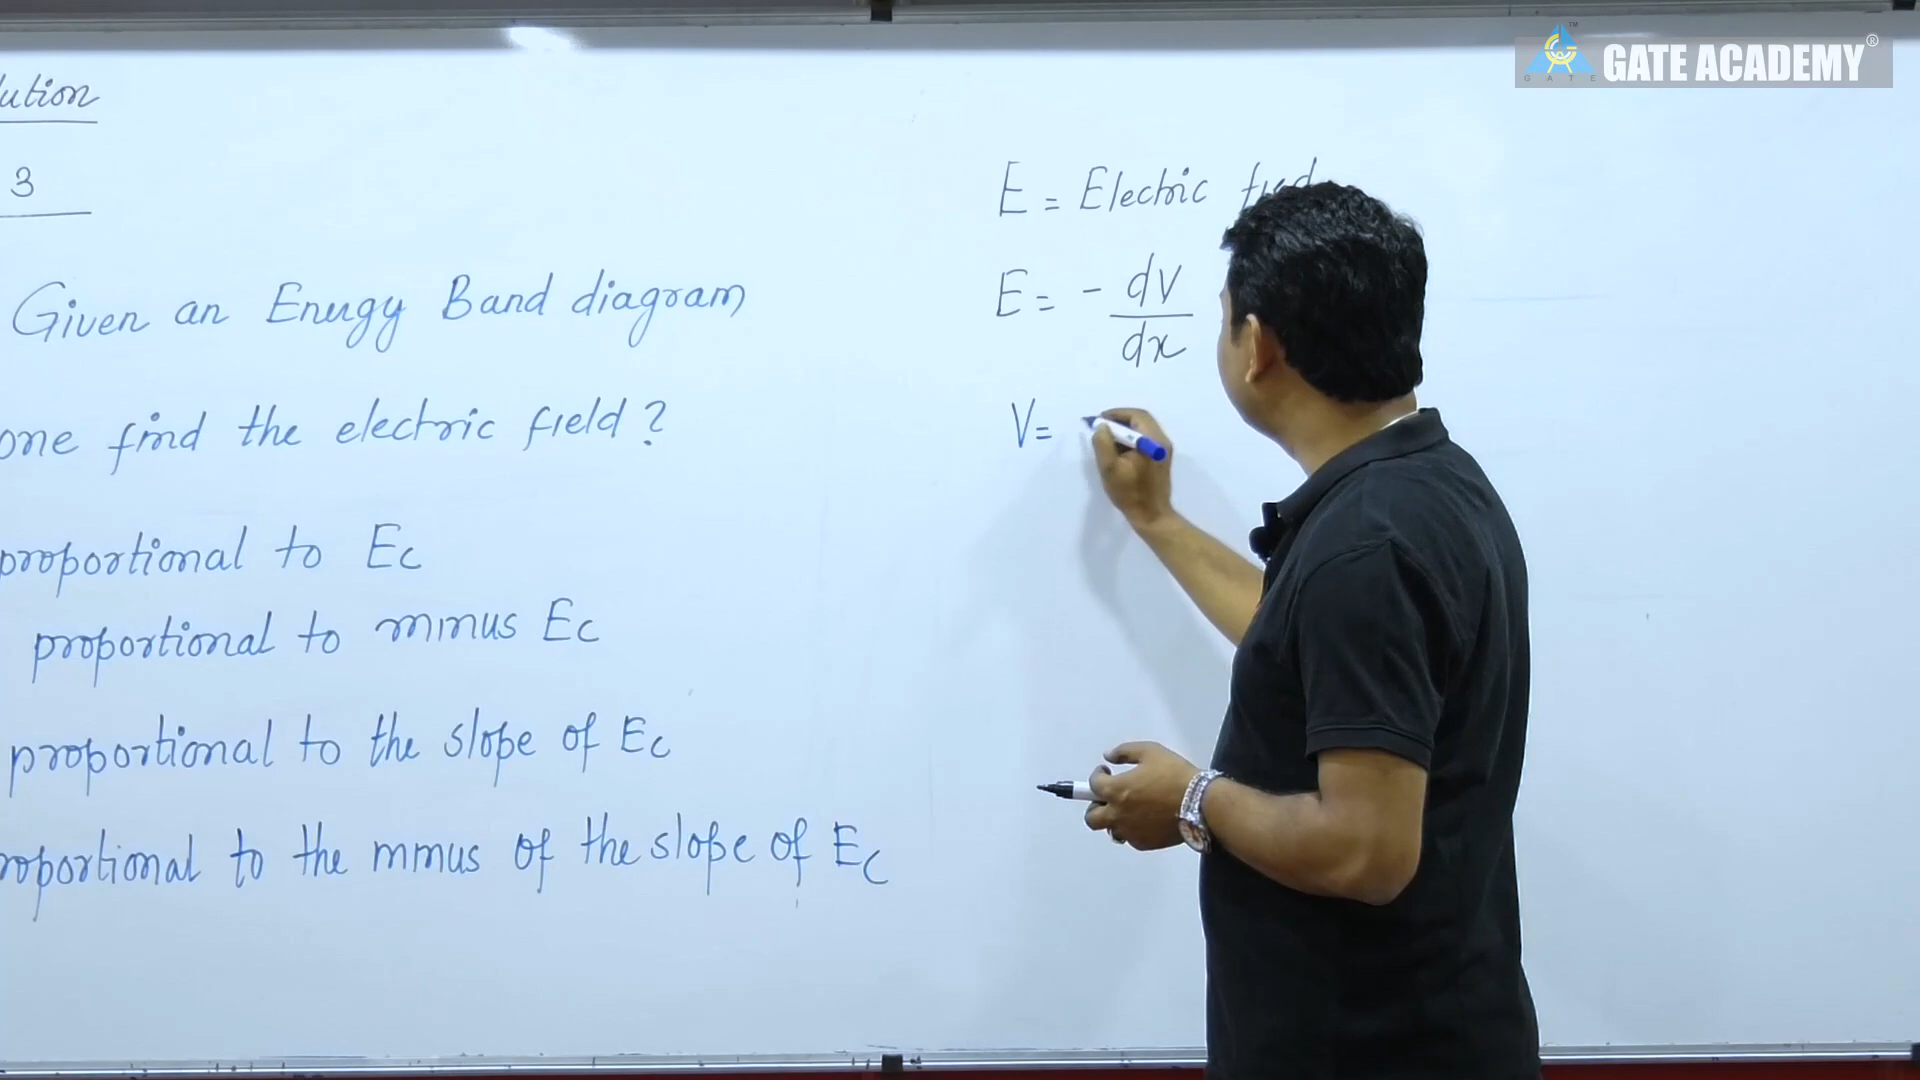 lution
3
Given an Energy Band diagram
one find the electric field?
proportional to Ec
proportional to minus Ec
proportional to the slope of Ec
roportional to the minus of the slope of Ec
E = Electric
E = - dV
dx
V =
GATE ACADEMY®
GATE
TM